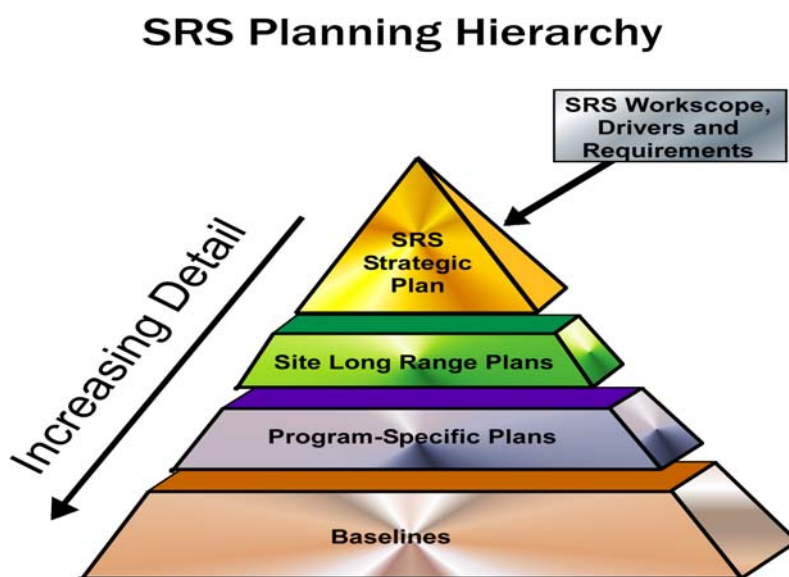 SRS Planning Hierarchy
SRS Workscope,
Drivers and
Requirements
Increasing Detail
SRS
Strategic
Plan
Site Long Range Plans
Program-Specific Plans
Baselines